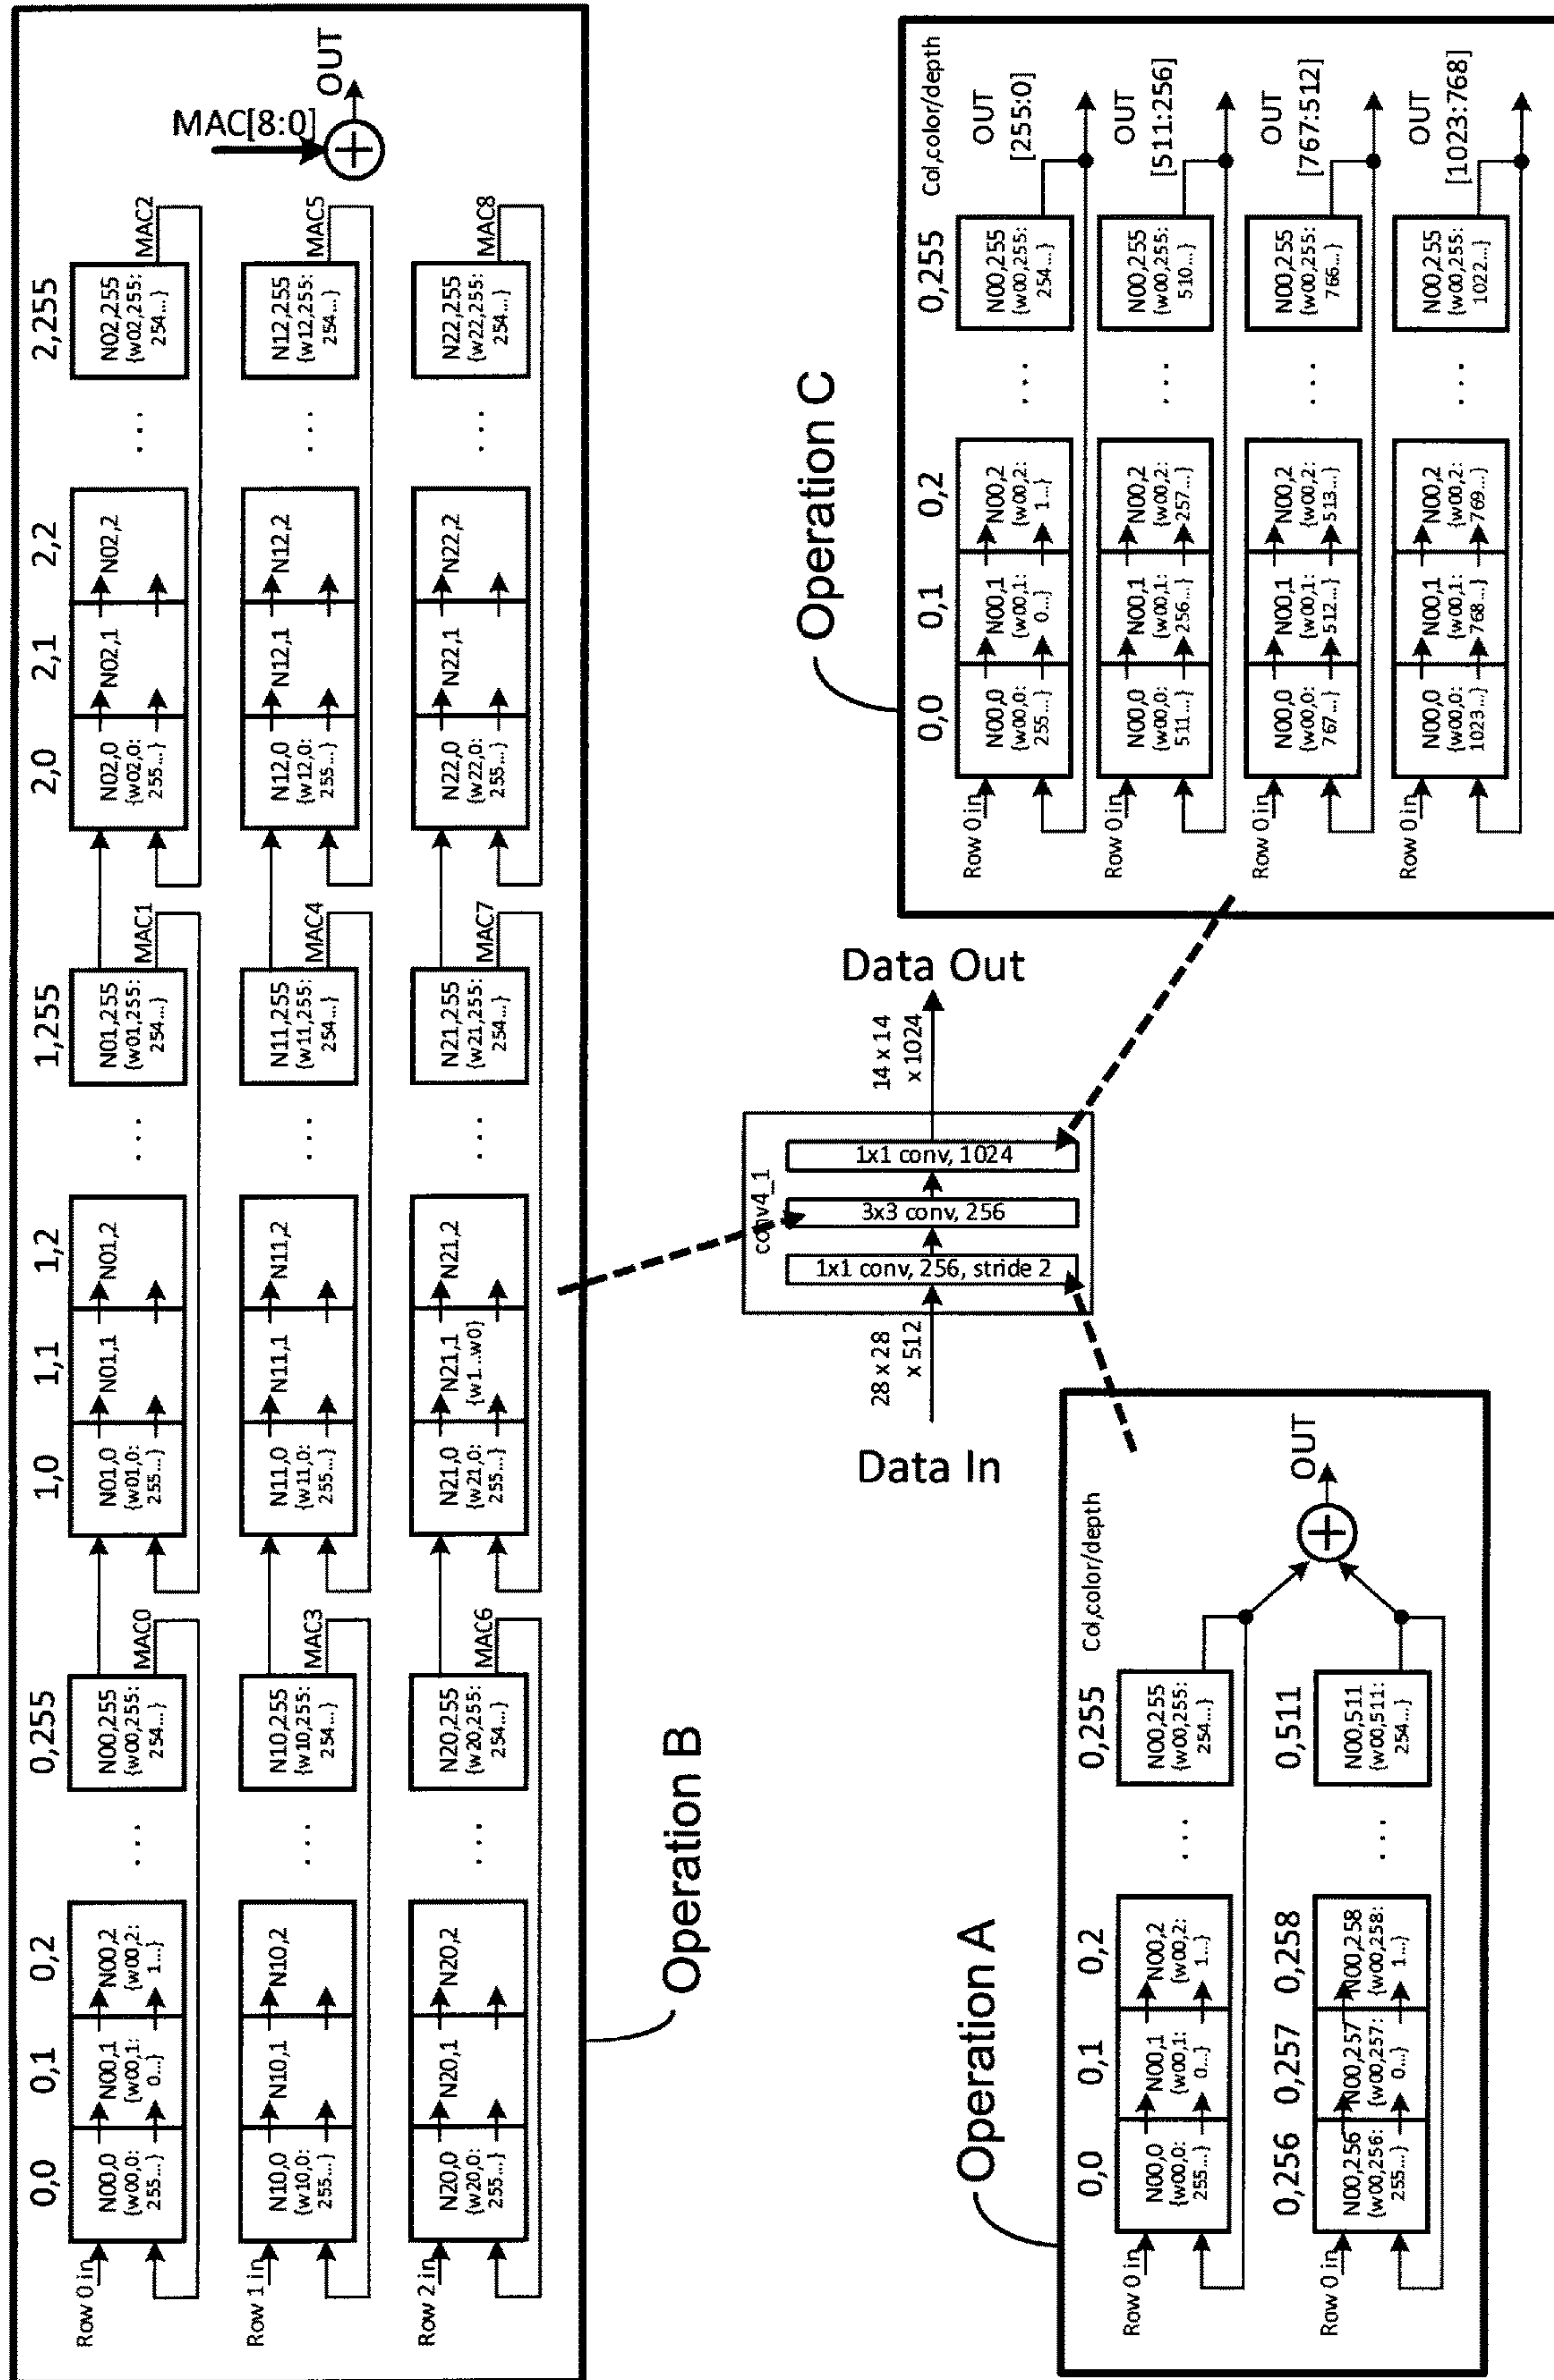 0,0
0,1
0,2
0,255
1,0
1,1
1,2
1,255
2,0
2,1
2,2
2,255
Row 0 in
N00,0
{w00,0:
255...}
N00,1
{w00,1:
0...}
N00,2
{w00,2:
1...}
...
N00,255
{w00,255:
254...}
MAC0
N01,0
{w01,0:
255...}
N01,1
N01,2
...
N01,255
{w01,255:
254...}
MAC1
N02,0
{w02,0:
255...}
N02,1
N02,2
...
N02,255
{w02,255:
254...}
MAC2
Row 1 in
N10,0
{w10,0:
255...}
N10,1
N10,2
...
N10,255
{w10,255:
254...}
MAC3
N11,0
{w11,0:
255...}
N11,1
N11,2
...
N11,255
{w11,255:
254...}
MAC4
N12,0
{w12,0:
255...}
N12,1
N12,2
...
N12,255
{w12,255:
254...}
MAC5
Row 2 in
N20,0
{w20,0:
255...}
N20,1
N20,2
...
N20,255
{w20,255:
254...}
MAC6
N21,0
{w21,0:
255...}
N21,1
{w1..w0}
N21,2
...
N21,255
{w21,255:
254...}
MAC7
N22,0
{w22,0:
255...}
N22,1
N22,2
...
N22,255
{w22,255:
254...}
MAC8
MAC[8:0]
OUT
Operation B
Data In
28 x 28
x 512
conv4_1
1x1 conv, 256, stride 2
3x3 conv, 256
1x1 conv, 1024
14 x 14
x 1024
Data Out
Operation A
0,0
0,1
0,2
0,255
Col,color/depth
Row 0 in
N00,0
{w00,0:
255...}
N00,1
{w00,1:
0...}
N00,2
{w00,2:
1...}
...
N00,255
{w00,255:
254...}
0,256
0,257
0,258
0,511
Row 0 in
N00,256
{w00,256:
255...}
N00,257
{w00,257:
0...}
N00,258
{w00,258:
1...}
...
N00,511
{w00,511:
254...}
OUT
Operation C
0,0
0,1
0,2
0,255
Col,color/depth
Row 0 in
N00,0
{w00,0:
255...}
N00,1
{w00,1:
0...}
N00,2
{w00,2:
1...}
...
N00,255
{w00,255:
254...}
OUT
[255:0]
Row 0 in
N00,0
{w00,0:
511...}
N00,1
{w00,1:
256...}
N00,2
{w00,2:
257...}
...
N00,255
{w00,255:
510...}
OUT
[511:256]
Row 0 in
N00,0
{w00,0:
767...}
N00,1
{w00,1:
512...}
N00,2
{w00,2:
513...}
...
N00,255
{w00,255:
766...}
OUT
[767:512]
Row 0 in
N00,0
{w00,0:
1023...}
N00,1
{w00,1:
768...}
N00,2
{w00,2:
769...}
...
N00,255
{w00,255:
1022...}
OUT
[1023:768]